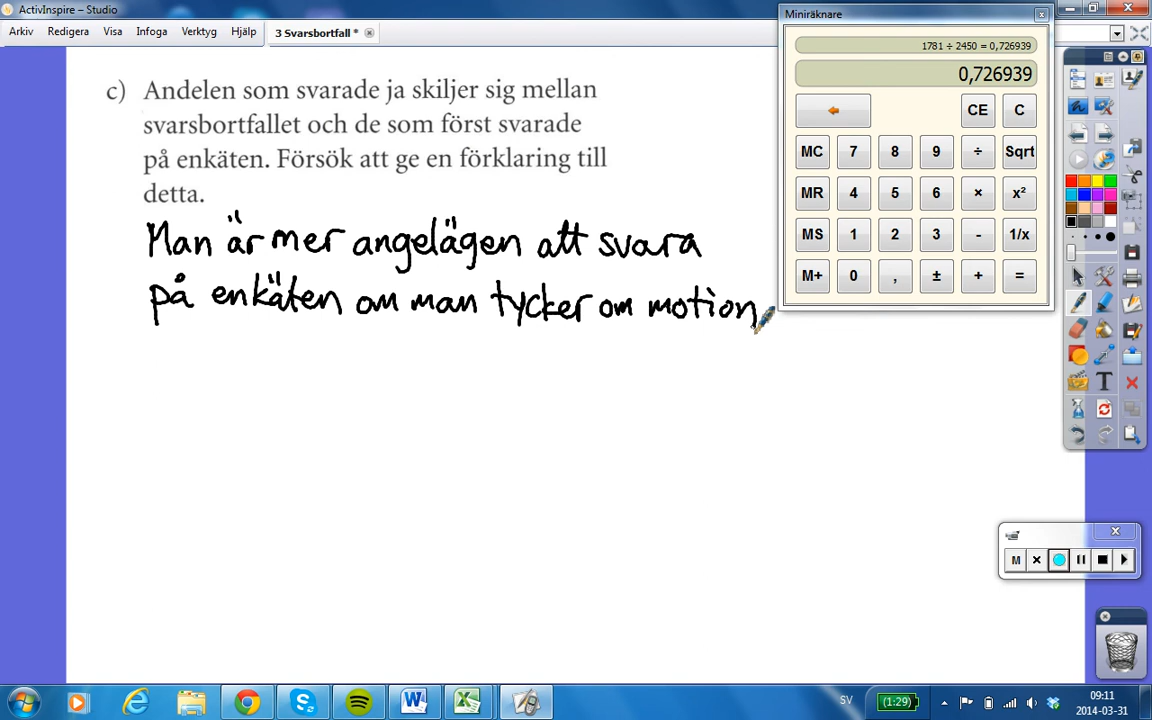 ActivInspire – Studio
Arkiv Redigera Visa Infoga Verktyg Hjälp 3 Svarsbortfall *
Miniräknare
1781 ÷ 2450 = 0,726939
0,726939
CE C
MC 7 8 9 ÷ Sqrt
MR 4 5 6 × x²
MS 1 2 3 - 1/x
M+ 0 , ± + =
c) Andelen som svarade ja skiljer sig mellan
svarsbortfallet och de som först svarade
på enkäten. Försök att ge en förklaring till
detta.
Man är mer angelägen att svara
på enkäten om man tycker om motion
T
M
SV (1:29) 09:11
2014-03-31